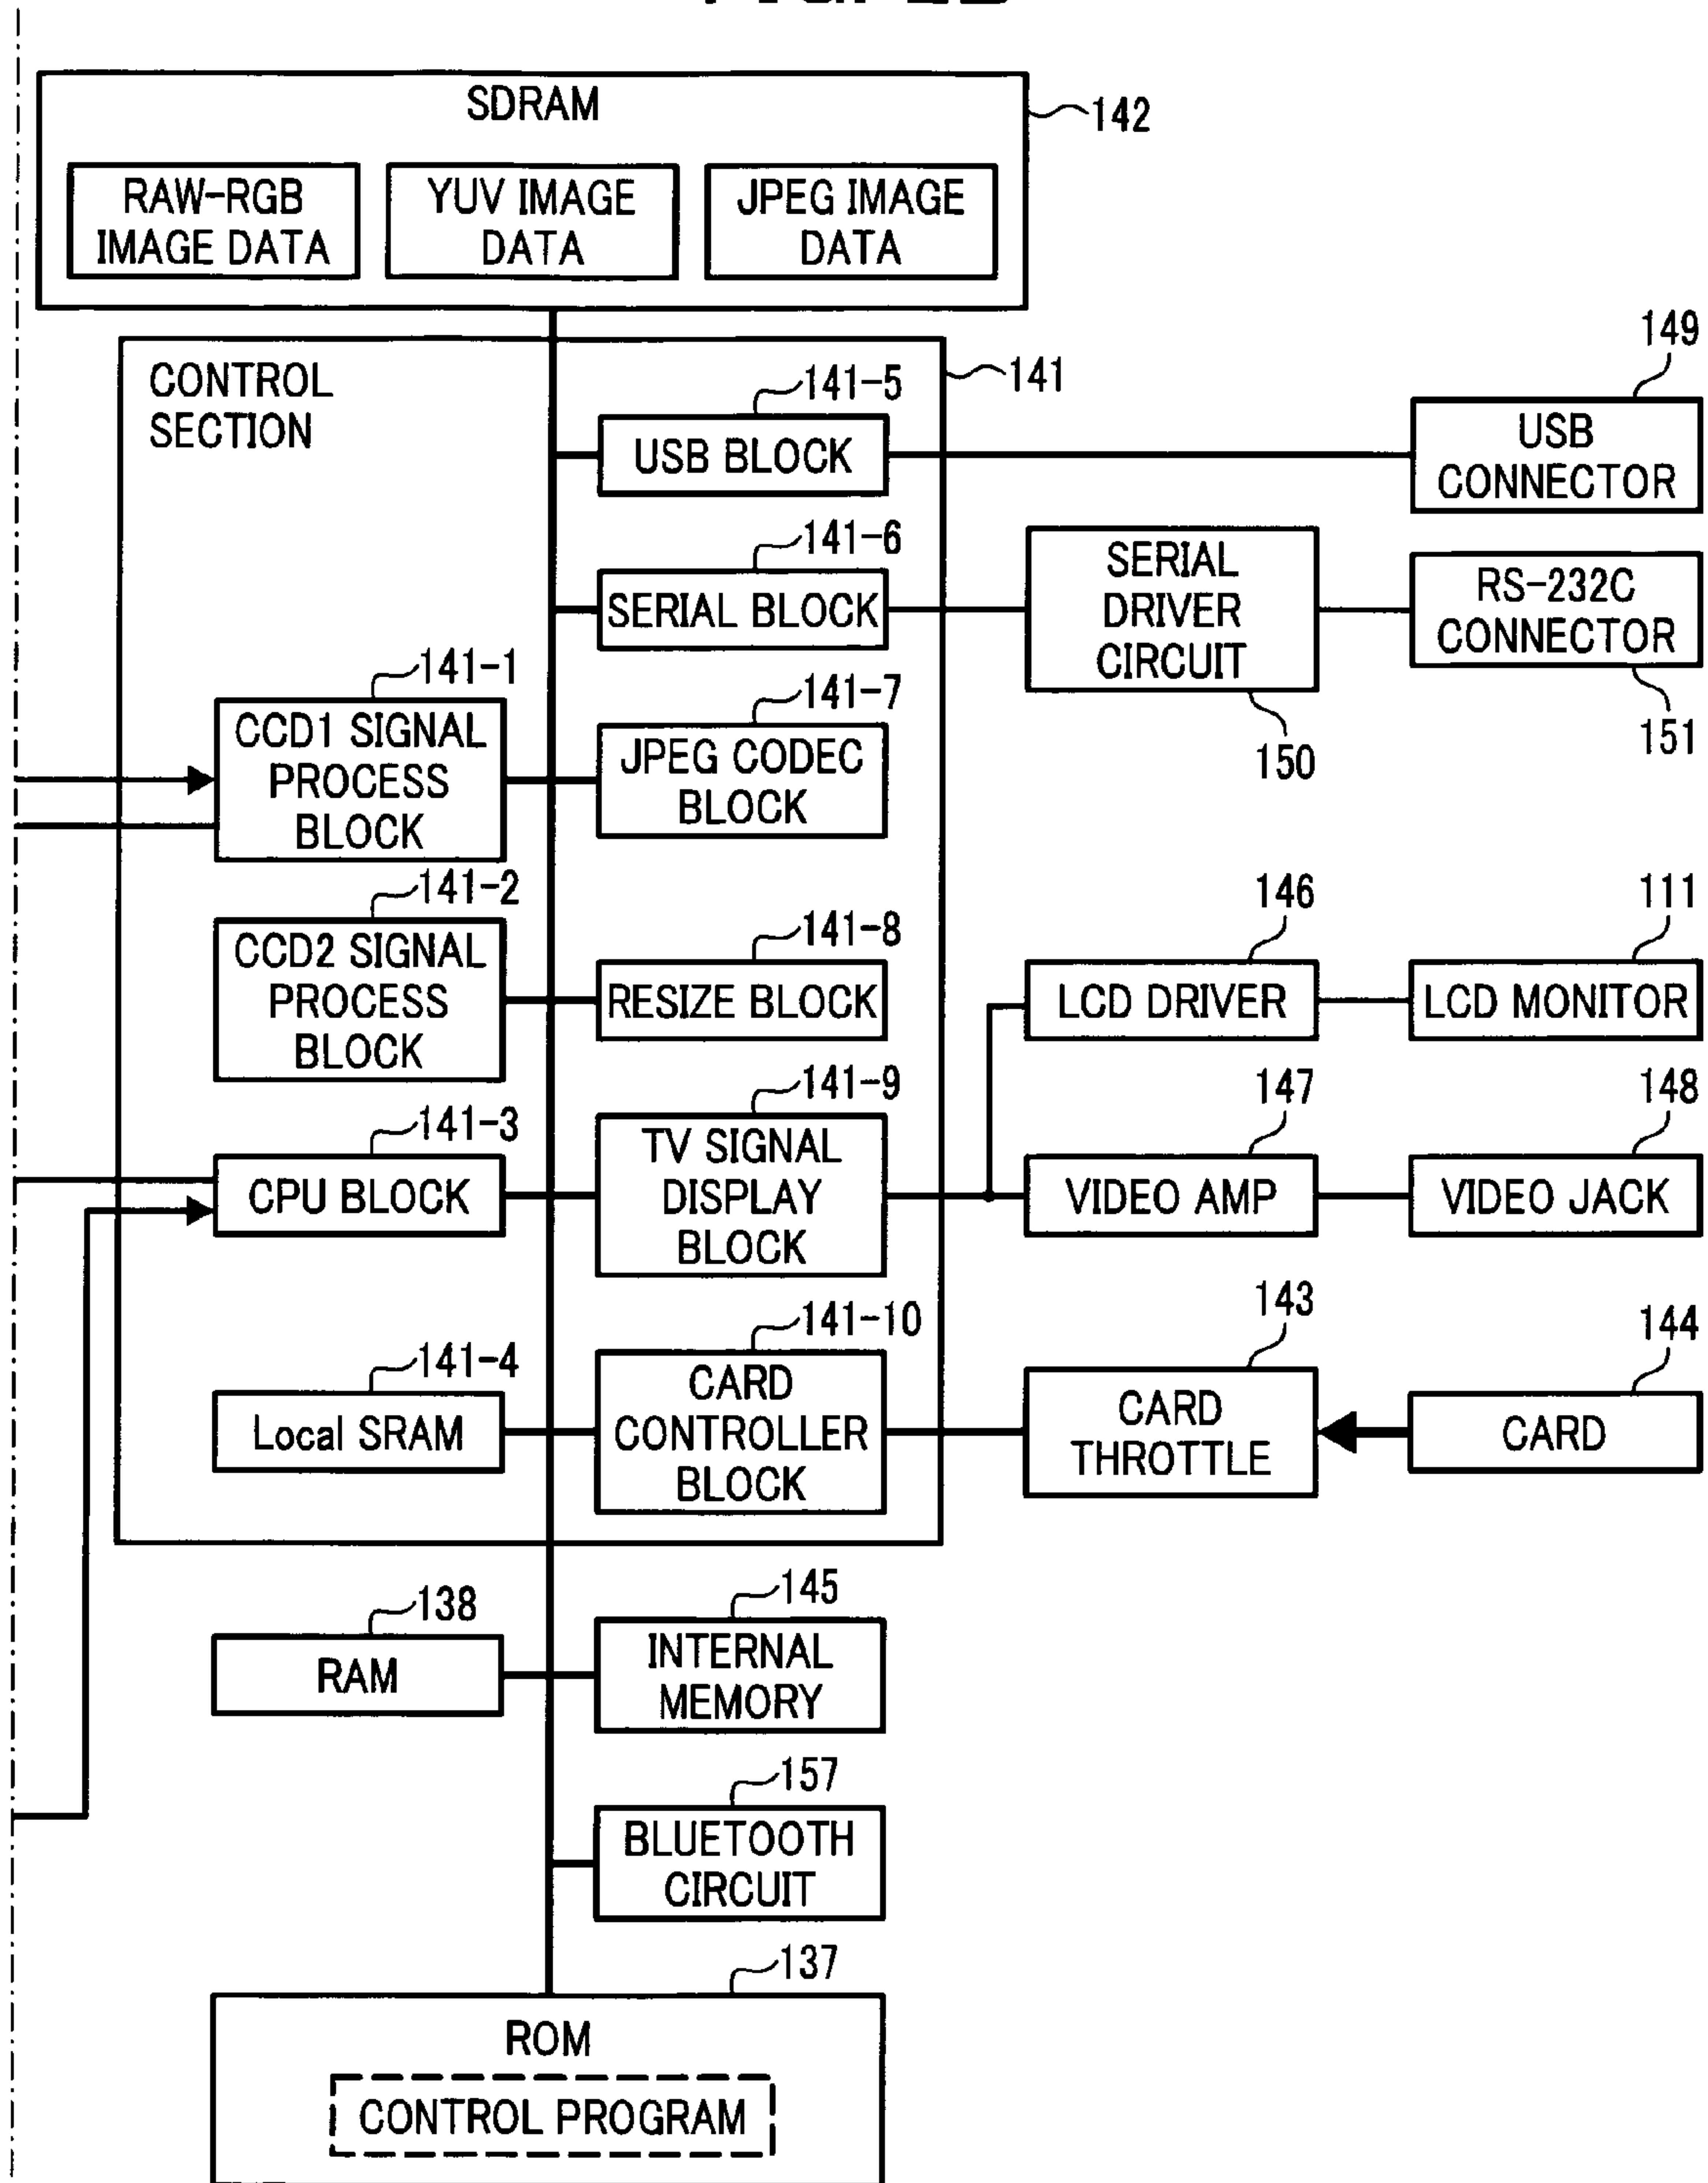 SDRAM
142
RAW-RGB
IMAGE DATA
YUV IMAGE
DATA
JPEG IMAGE
DATA
CONTROL
SECTION
141
141-5
USB BLOCK
149
USB
CONNECTOR
141-6
SERIAL BLOCK
SERIAL
DRIVER
CIRCUIT
150
RS-232C
CONNECTOR
151
141-1
CCD1 SIGNAL
PROCESS
BLOCK
141-7
JPEG CODEC
BLOCK
141-2
CCD2 SIGNAL
PROCESS
BLOCK
141-8
RESIZE BLOCK
146
LCD DRIVER
111
LCD MONITOR
141-3
CPU BLOCK
141-9
TV SIGNAL
DISPLAY
BLOCK
147
VIDEO AMP
148
VIDEO JACK
141-4
Local SRAM
141-10
CARD
CONTROLLER
BLOCK
143
CARD
THROTTLE
144
CARD
138
RAM
145
INTERNAL
MEMORY
157
BLUETOOTH
CIRCUIT
137
ROM
CONTROL PROGRAM